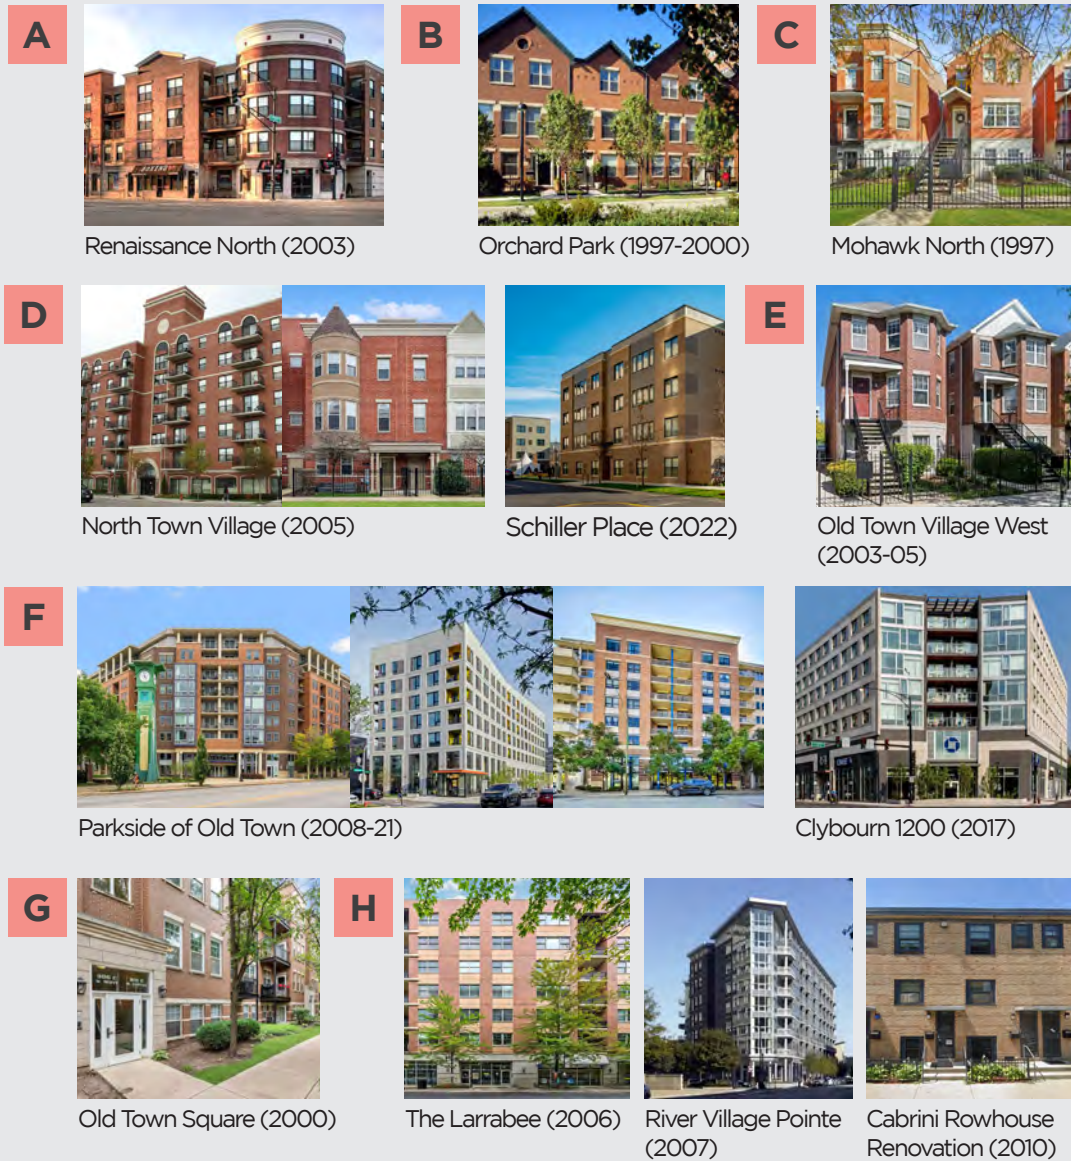 A
B
C
Renaissance North (2003)
Orchard Park (1997-2000)
Mohawk North (1997)
D
E
North Town Village (2005)
Schiller Place (2022)
Old Town Village West
(2003-05)
F
Parkside of Old Town (2008-21)
Clybourn 1200 (2017)
G
H
Old Town Square (2000)
The Larrabee (2006)
River Village Pointe
(2007)
Cabrini Rowhouse
Renovation (2010)